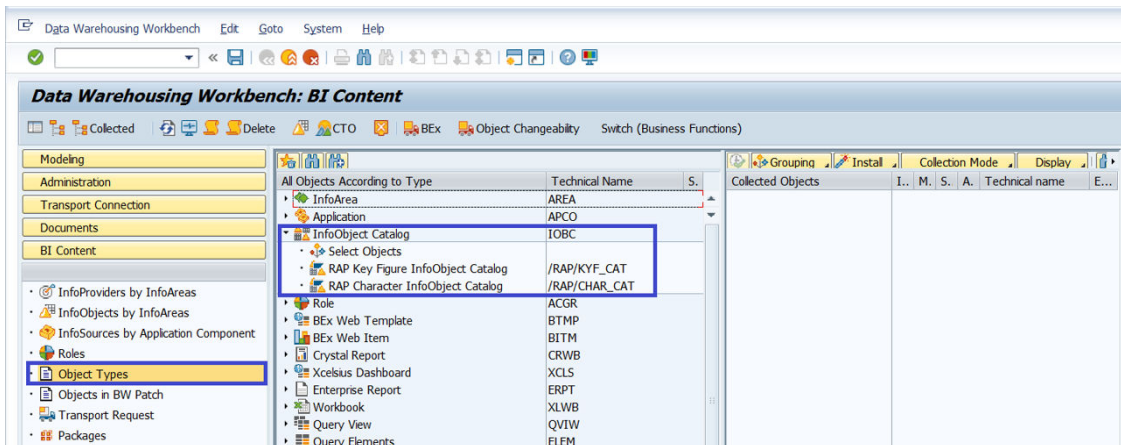 Data Warehousing Workbench Edit Goto System Help
Data Warehousing Workbench: BI Content
Collected Delete CTO BEx Object Changeability Switch (Business Functions)
Modeling
Administration
Transport Connection
Documents
BI Content
InfoProviders by InfoAreas
InfoObjects by InfoAreas
InfoSources by Application Component
Roles
Object Types
Objects in BW Patch
Transport Request
Packages
All Objects According to Type Technical Name S.
InfoArea AREA
Application APCO
InfoObject Catalog IOBC
Select Objects
RAP Key Figure InfoObject Catalog /RAP/KYF_CAT
RAP Character InfoObject Catalog /RAP/CHAR_CAT
Role ACGR
BEx Web Template BTMP
BEx Web Item BITM
Crystal Report CRWB
Xcelsius Dashboard XCLS
Enterprise Report ERPT
Workbook XLWB
Query View QVIW
Query Elements ELEM
Grouping Install Collection Mode Display
Collected Objects I.. M. S. A. Technical name E...